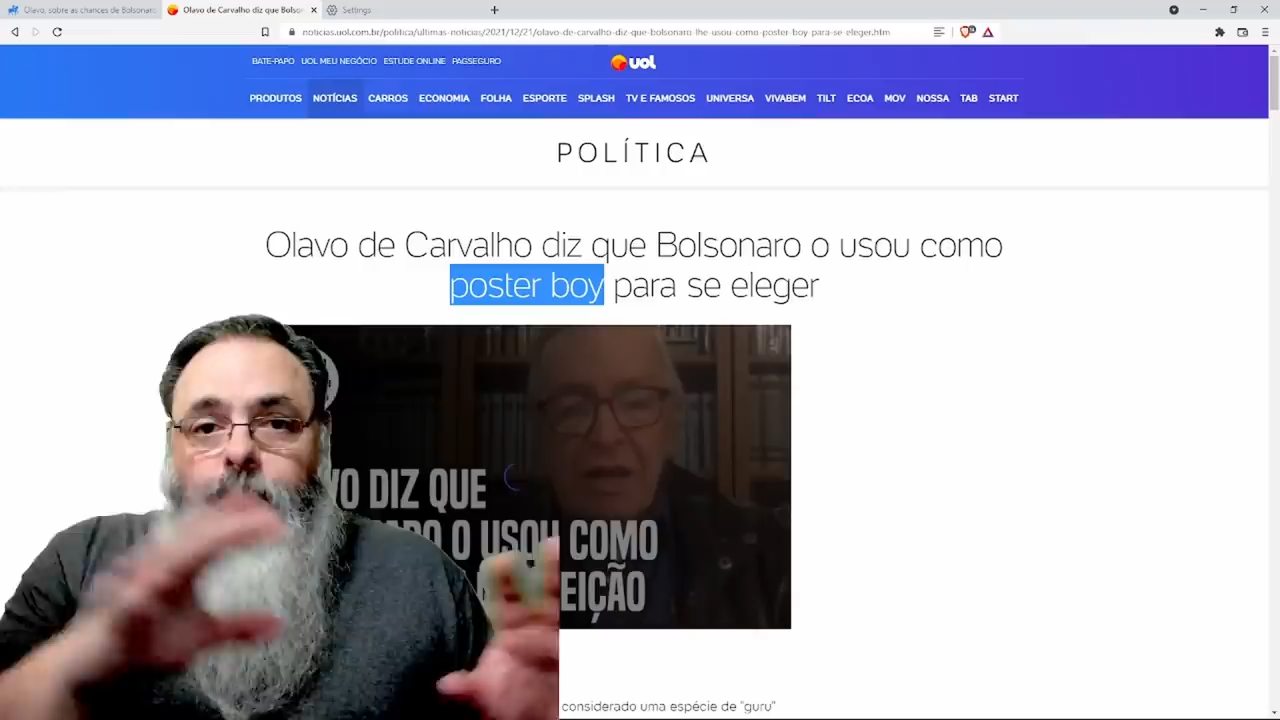 Olavo, sobre as chances de Bolsonaro
Olavo de Carvalho diz que Bolson
Settings
noticias.uol.com.br/politica/ultimas-noticias/2021/12/21/olavo-de-carvalho-diz-que-bolsonaro-lhe-usou-como-poster-boy-para-se-eleger.htm
BATE-PAPO UOL MEU NEGÓCIO ESTUDE ONLINE PAGSEGURO
uol
PRODUTOS NOTÍCIAS CARROS ECONOMIA FOLHA ESPORTE SPLASH TV E FAMOSOS UNIVERSA VIVABEM TILT ECOA MOV NOSSA TAB START
POLÍTICA
Olavo de Carvalho diz que Bolsonaro o usou como
poster boy para se eleger
VO DIZ QUE
O USOU COMO
EIÇÃO
considerado uma espécie de "guru"